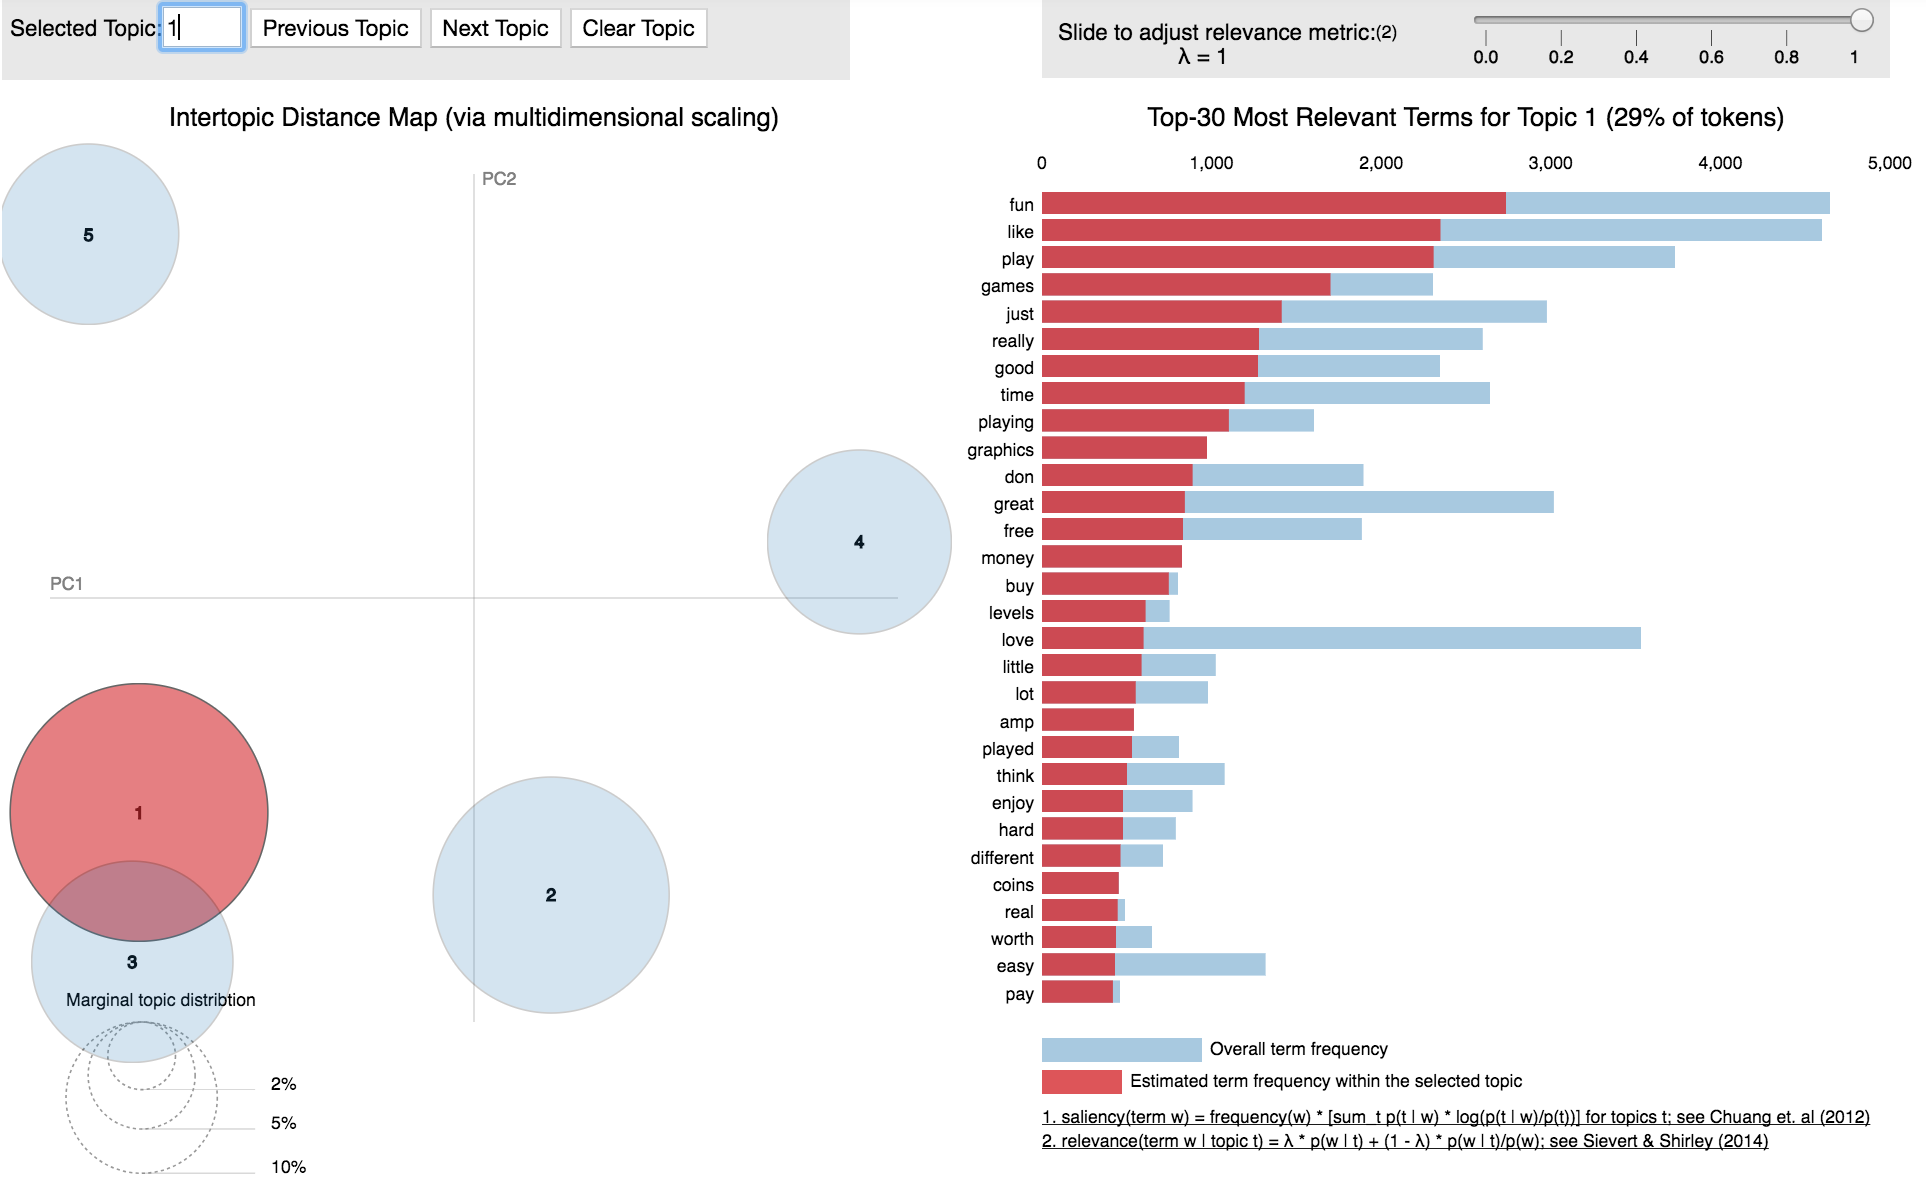 Selected Topic: 1 Previous Topic Next Topic Clear Topic
Slide to adjust relevance metric:(2)
λ = 1
0.0 0.2 0.4 0.6 0.8 1
Intertopic Distance Map (via multidimensional scaling)
PC2
PC1
5
4
1
2
3
Marginal topic distribtion
2%
5%
10%
Top-30 Most Relevant Terms for Topic 1 (29% of tokens)
0 1,000 2,000 3,000 4,000 5,000
fun
like
play
games
just
really
good
time
playing
graphics
don
great
free
money
buy
levels
love
little
lot
amp
played
think
enjoy
hard
different
coins
real
worth
easy
pay
Overall term frequency
Estimated term frequency within the selected topic
1. saliency(term w) = frequency(w) * [sum_t p(t | w) * log(p(t | w)/p(t))] for topics t; see Chuang et. al (2012)
2. relevance(term w | topic t) = λ * p(w | t) + (1 - λ) * p(w | t)/p(w); see Sievert & Shirley (2014)